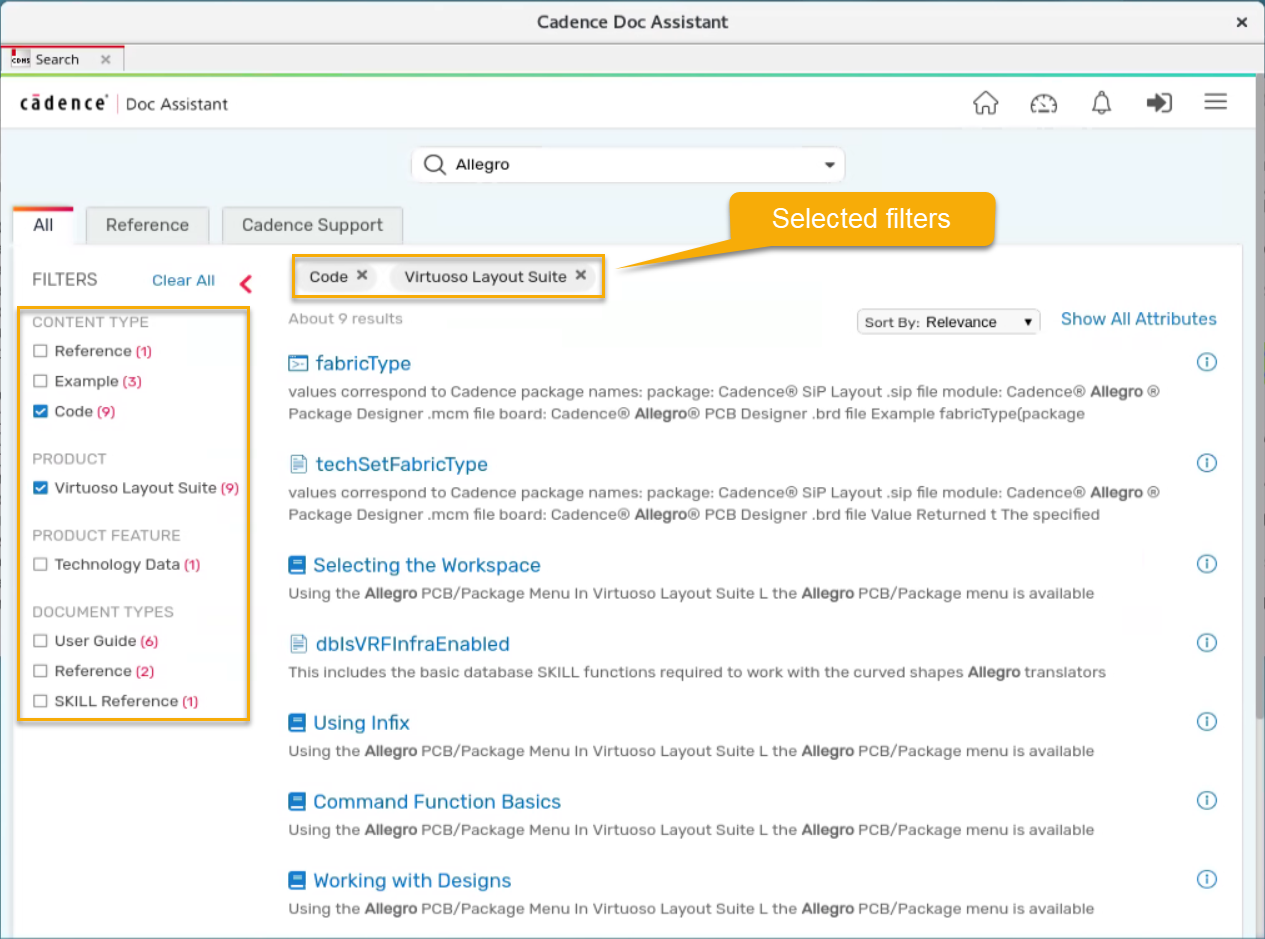 Cadence Doc Assistant
CDMS Search
cādence® Doc Assistant
Allegro
All Reference Cadence Support
Selected filters
FILTERS Clear All
Code Virtuoso Layout Suite
CONTENT TYPE
Reference (1)
Example (3)
Code (9)
PRODUCT
Virtuoso Layout Suite (9)
PRODUCT FEATURE
Technology Data (1)
DOCUMENT TYPES
User Guide (6)
Reference (2)
SKILL Reference (1)
About 9 results
Sort By: Relevance
Show All Attributes
fabricType
values correspond to Cadence package names: package: Cadence® SiP Layout .sip file module: Cadence® Allegro ®
Package Designer .mcm file board: Cadence® Allegro® PCB Designer .brd file Example fabricType(package
techSetFabricType
values correspond to Cadence package names: package: Cadence® SiP Layout .sip file module: Cadence® Allegro ®
Package Designer .mcm file board: Cadence® Allegro® PCB Designer .brd file Value Returned t The specified
Selecting the Workspace
Using the Allegro PCB/Package Menu In Virtuoso Layout Suite L the Allegro PCB/Package menu is available
dbIsVRFInfraEnabled
This includes the basic database SKILL functions required to work with the curved shapes Allegro translators
Using Infix
Using the Allegro PCB/Package Menu In Virtuoso Layout Suite L the Allegro PCB/Package menu is available
Command Function Basics
Using the Allegro PCB/Package Menu In Virtuoso Layout Suite L the Allegro PCB/Package menu is available
Working with Designs
Using the Allegro PCB/Package Menu In Virtuoso Layout Suite L the Allegro PCB/Package menu is available